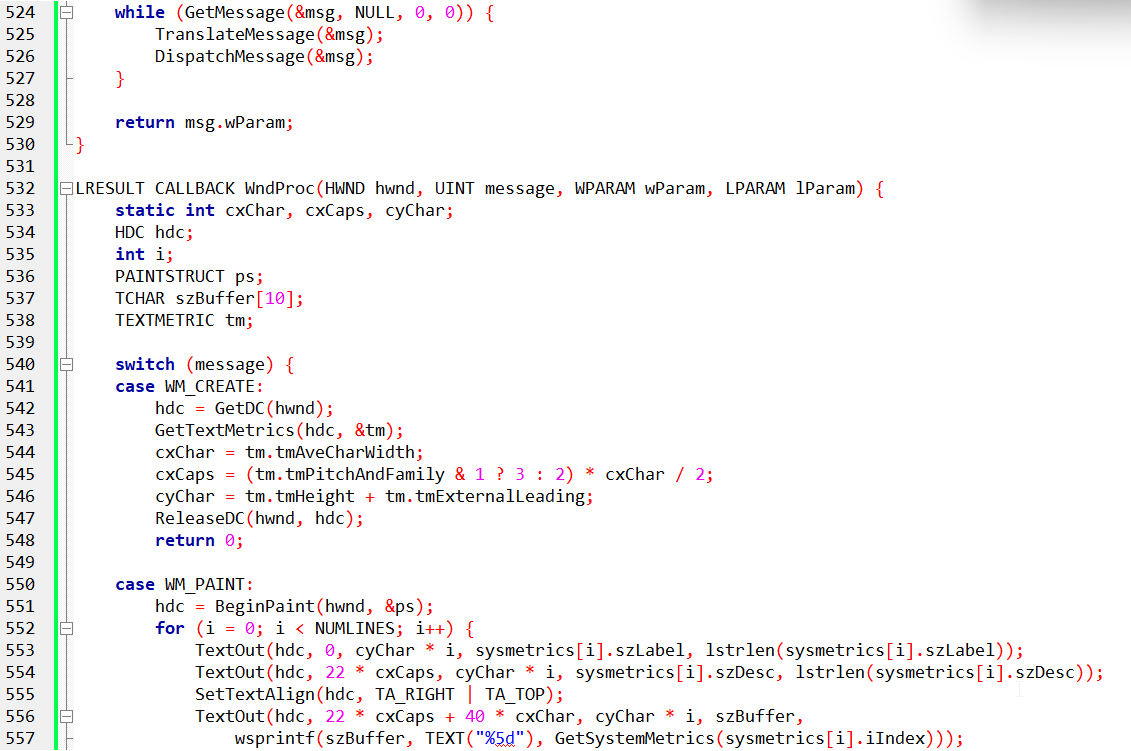 524     while (GetMessage(&msg, NULL, 0, 0)) {
525         TranslateMessage(&msg);
526         DispatchMessage(&msg);
527     }
528
529     return msg.wParam;
530 }
531
532 LRESULT CALLBACK WndProc(HWND hwnd, UINT message, WPARAM wParam, LPARAM lParam) {
533     static int cxChar, cxCaps, cyChar;
534     HDC hdc;
535     int i;
536     PAINTSTRUCT ps;
537     TCHAR szBuffer[10];
538     TEXTMETRIC tm;
539
540     switch (message) {
541     case WM_CREATE:
542         hdc = GetDC(hwnd);
543         GetTextMetrics(hdc, &tm);
544         cxChar = tm.tmAveCharWidth;
545         cxCaps = (tm.tmPitchAndFamily & 1 ? 3 : 2) * cxChar / 2;
546         cyChar = tm.tmHeight + tm.tmExternalLeading;
547         ReleaseDC(hwnd, hdc);
548         return 0;
549
550     case WM_PAINT:
551         hdc = BeginPaint(hwnd, &ps);
552         for (i = 0; i < NUMLINES; i++) {
553             TextOut(hdc, 0, cyChar * i, sysmetrics[i].szLabel, lstrlen(sysmetrics[i].szLabel));
554             TextOut(hdc, 22 * cxCaps, cyChar * i, sysmetrics[i].szDesc, lstrlen(sysmetrics[i].szDesc));
555             SetTextAlign(hdc, TA_RIGHT | TA_TOP);
556             TextOut(hdc, 22 * cxCaps + 40 * cxChar, cyChar * i, szBuffer,
557                 wsprintf(szBuffer, TEXT("%5d"), GetSystemMetrics(sysmetrics[i].iIndex)));